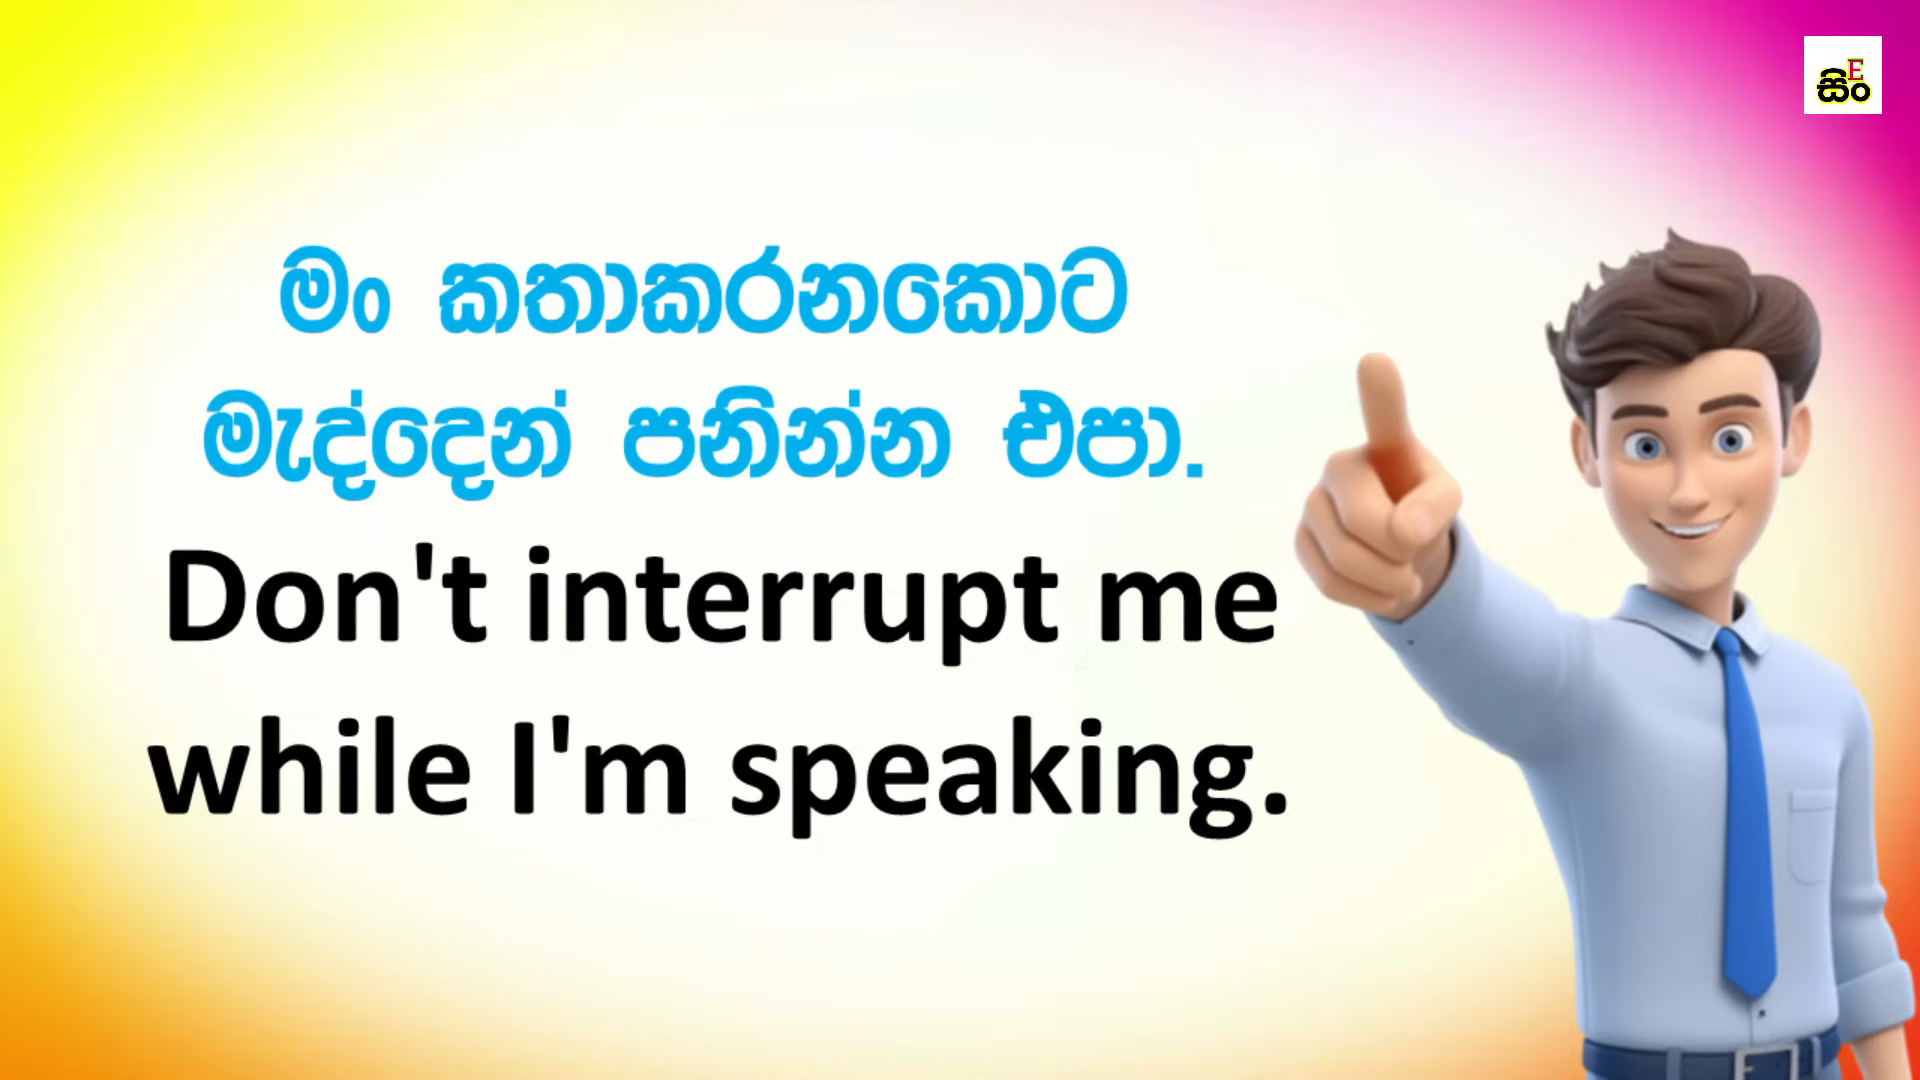 සිංE
මං කතාකරනකොට
මැද්දෙන් පනින්න එපා.
Don't interrupt me
while I'm speaking.